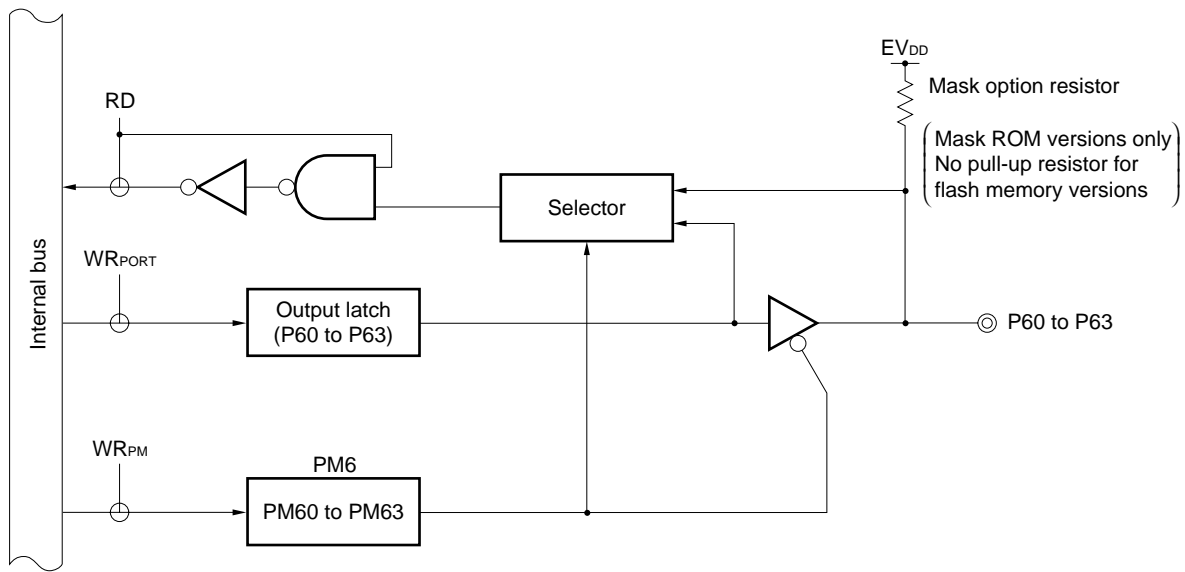 EVDD
Mask option resistor
Mask ROM versions only
No pull-up resistor for
flash memory versions
RD
Selector
Internal bus
WRPORT
Output latch
(P60 to P63)
P60 to P63
WRPM
PM6
PM60 to PM63